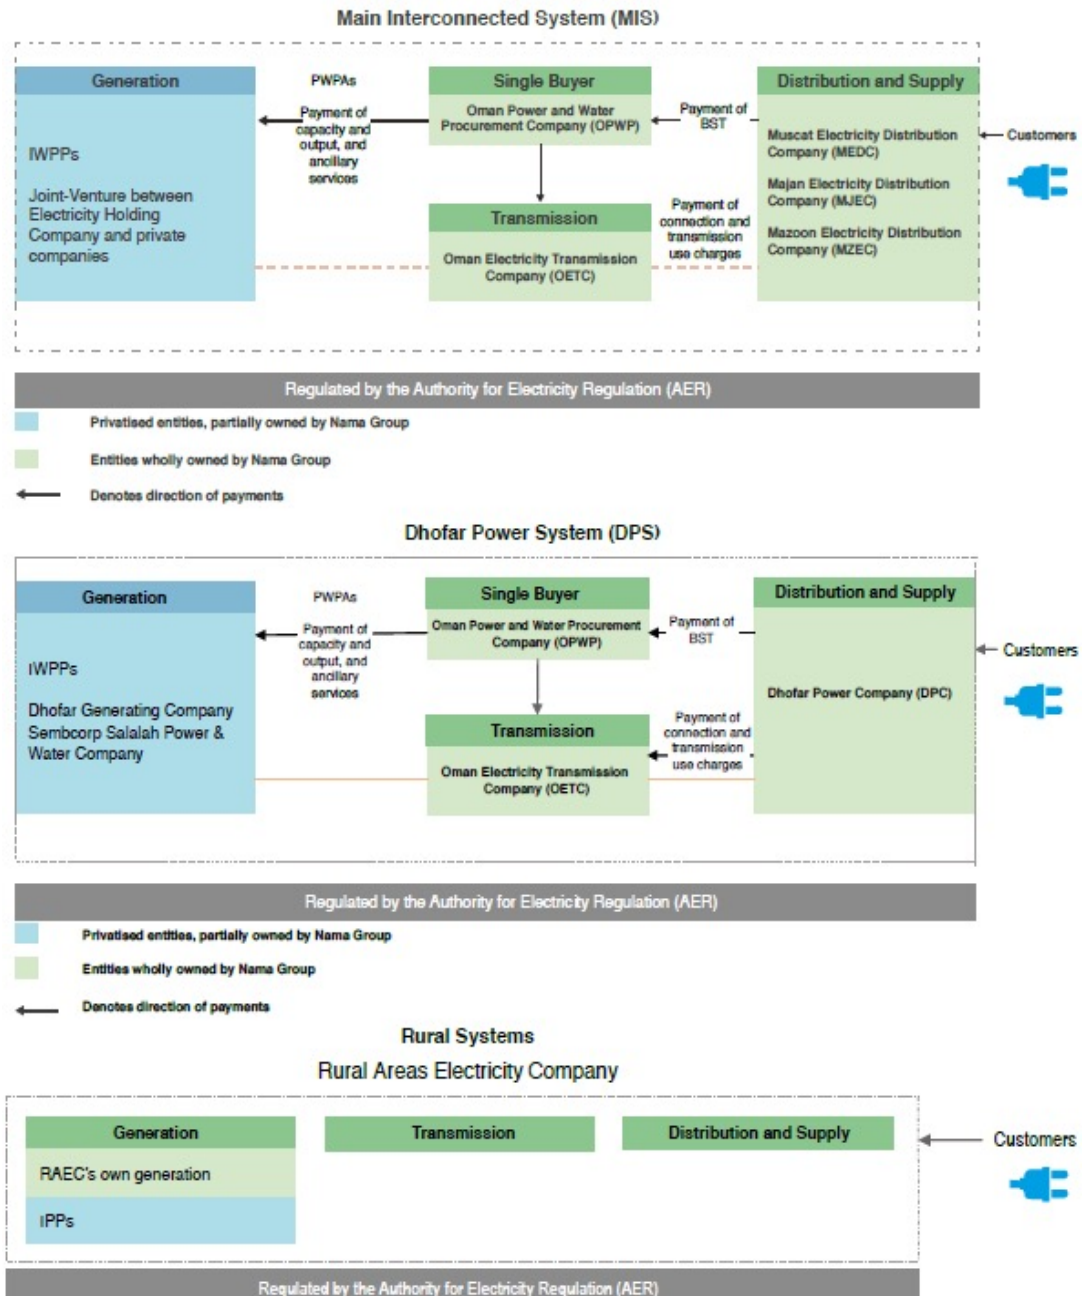 Main Interconnected System (MIS)
Generation
IWPPs
Joint-Venture between
Electricity Holding
Company and private
companies
PWPAs
Payment of
capacity and
output, and
ancillary
services
Single Buyer
Oman Power and Water
Procurement Company (OPWP)
Transmission
Oman Electricity Transmission
Company (OETC)
Payment of
BST
Payment of
connection and
transmission
use charges
Distribution and Supply
Muscat Electricity Distribution
Company (MEDC)
Majan Electricity Distribution
Company (MJEC)
Mazoon Electricity Distribution
Company (MZEC)
Customers
Regulated by the Authority for Electricity Regulation (AER)
Privatised entities, partially owned by Nama Group
Entities wholly owned by Nama Group
Denotes direction of payments
Dhofar Power System (DPS)
Generation
IWPPs
Dhofar Generating Company
Sembcorp Salalah Power &
Water Company
PWPAs
Payment of
capacity and
output, and
ancillary
services
Single Buyer
Oman Power and Water Procurement
Company (OPWP)
Transmission
Oman Electricity Transmission
Company (OETC)
Payment of
BST
Payment of
connection and
transmission
use charges
Distribution and Supply
Dhofar Power Company (DPC)
Customers
Regulated by the Authority for Electricity Regulation (AER)
Privatised entities, partially owned by Nama Group
Entities wholly owned by Nama Group
Denotes direction of payments
Rural Systems
Rural Areas Electricity Company
Generation
RAEC's own generation
IPPs
Transmission
Distribution and Supply
Customers
Regulated by the Authority for Electricity Regulation (AER)